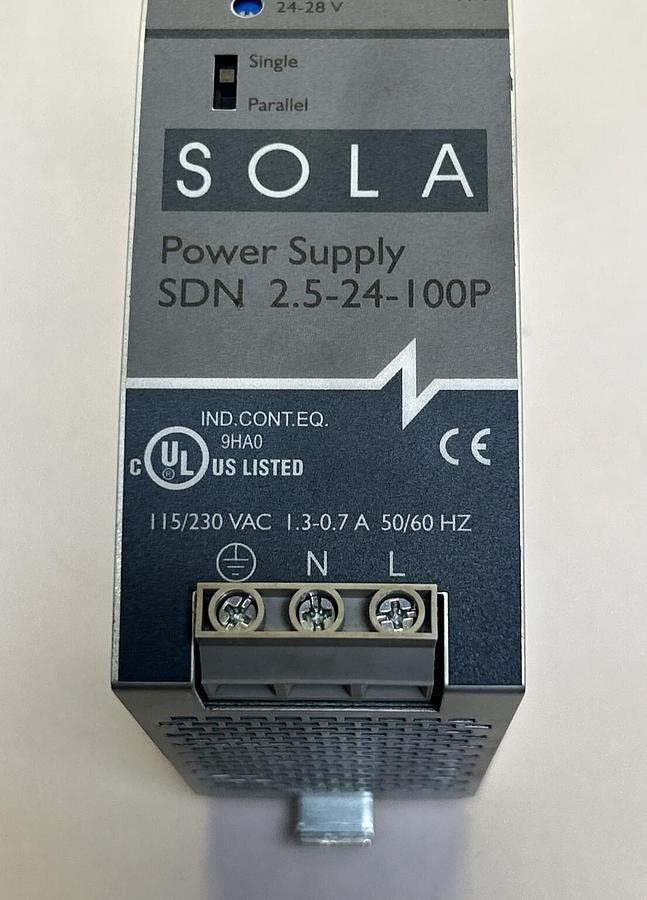 24-28 V
Single
Parallel
SOLA
Power Supply
SDN 2.5-24-100P
IND.CONT.EQ.
9HA0
C UL ® US LISTED
CE
115/230 VAC 1.3-0.7 A 50/60 HZ
N L